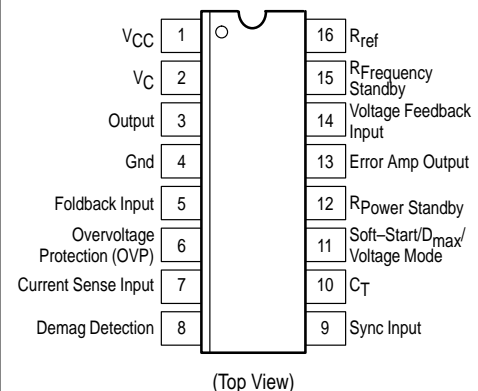 VCC 1
VC 2
Output 3
Gnd 4
Foldback Input 5
Overvoltage
Protection (OVP) 6
Current Sense Input 7
Demag Detection 8
16 Rref
15 RFrequency
Standby
14 Voltage Feedback
Input
13 Error Amp Output
12 RPower Standby
11 Soft–Start/Dmax/
Voltage Mode
10 CT
9 Sync Input
(Top View)